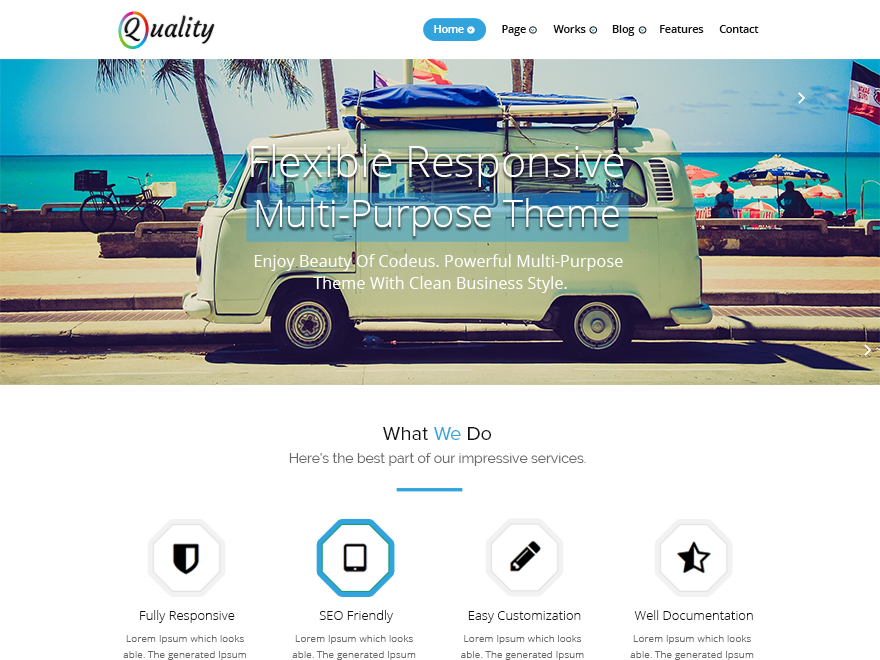 Quality
Home Page Works Blog Features Contact
Flexible Responsive
Multi-Purpose Theme
Enjoy Beauty Of Codeus. Powerful Multi-Purpose
Theme With Clean Business Style.
What We Do
Here's the best part of our impressive services.
Fully Responsive
Lorem Ipsum which looks
able. The generated Ipsum
SEO Friendly
Lorem Ipsum which looks
able. The generated Ipsum
Easy Customization
Lorem Ipsum which looks
able. The generated Ipsum
Well Documentation
Lorem Ipsum which looks
able. The generated Ipsum